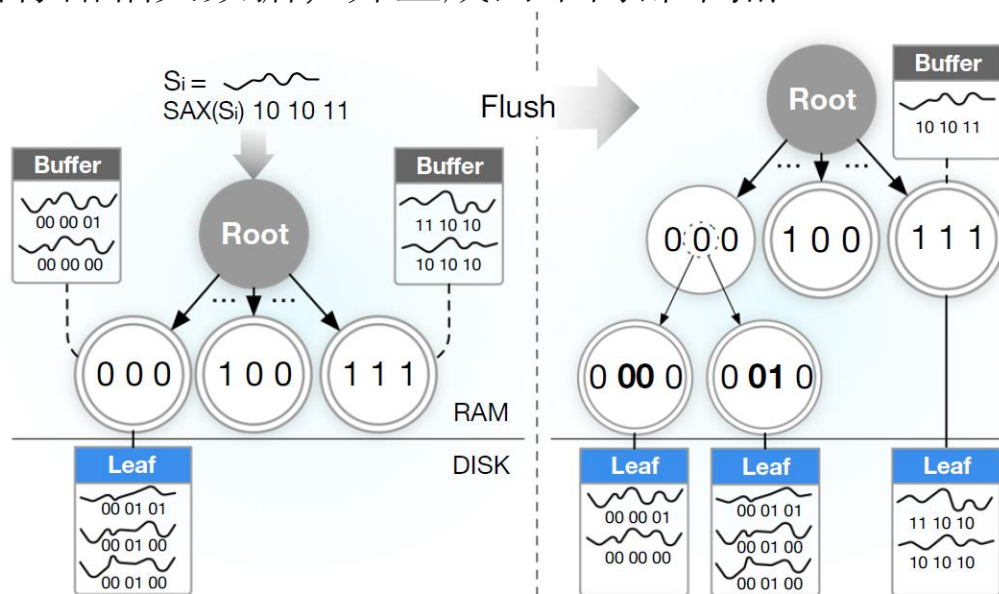 Si =
SAX(Si) 10 10 11
Buffer
00 00 01
00 00 00
Root
Buffer
11 10 10
10 10 10
... ...
0 0 0
1 0 0
1 1 1
RAM
DISK
Leaf
00 01 01
00 01 00
00 01 00
Flush
Root
Buffer
10 10 11
... ...
0 0 0
1 0 0
1 1 1
0 00 0
0 01 0
Leaf
00 00 01
00 00 00
Leaf
00 01 01
00 01 00
00 01 00
Leaf
11 10 10
10 10 10